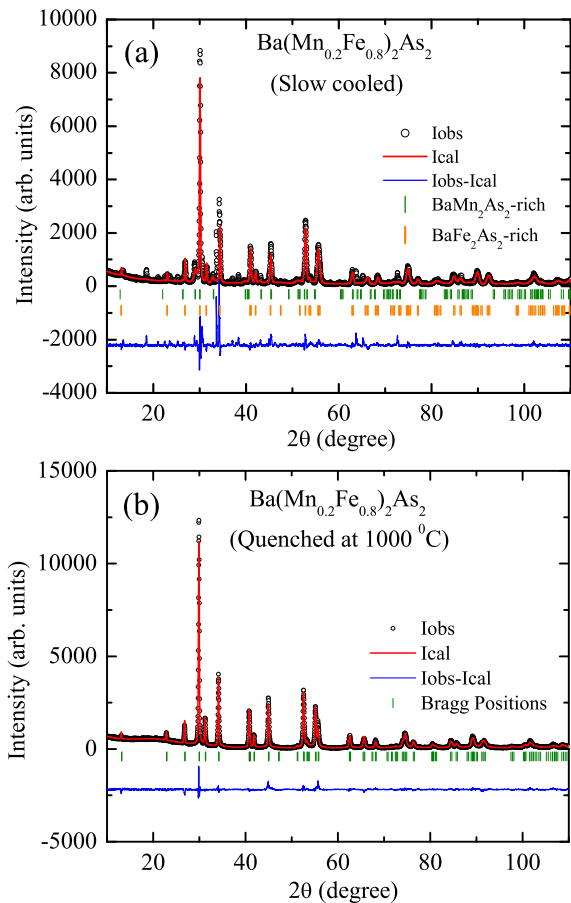 (a)
Ba(Mn0.2Fe0.8)2As2
(Slow cooled)
Iobs
Ical
Iobs-Ical
BaMn2As2-rich
BaFe2As2-rich
Intensity (arb. units)
10000
8000
6000
4000
2000
0
-2000
-4000
20 40 60 80 100
2θ (degree)
(b)
Ba(Mn0.2Fe0.8)2As2
(Quenched at 1000 0C)
Iobs
Ical
Iobs-Ical
Bragg Positions
Intensity (arb. units)
15000
10000
5000
0
-5000
20 40 60 80 100
2θ (degree)